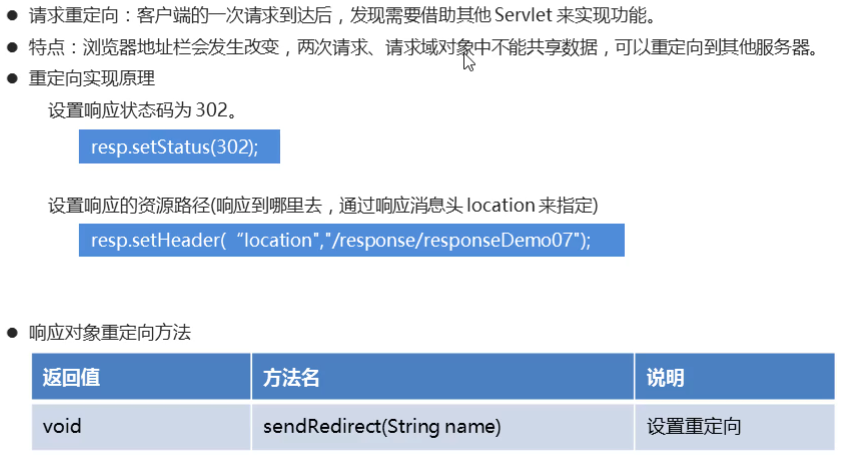 ● 请求重定向：客户端的一次请求到达后，发现需要借助其他 Servlet 来实现功能。
● 特点：浏览器地址栏会发生改变，两次请求、请求域对象中不能共享数据，可以重定向到其他服务器。
● 重定向实现原理
设置响应状态码为 302。
resp.setStatus(302);
设置响应的资源路径(响应到哪里去，通过响应消息头 location 来指定)
resp.setHeader( “location","/response/responseDemo07");
● 响应对象重定向方法
返回值 方法名 说明
void sendRedirect(String name) 设置重定向